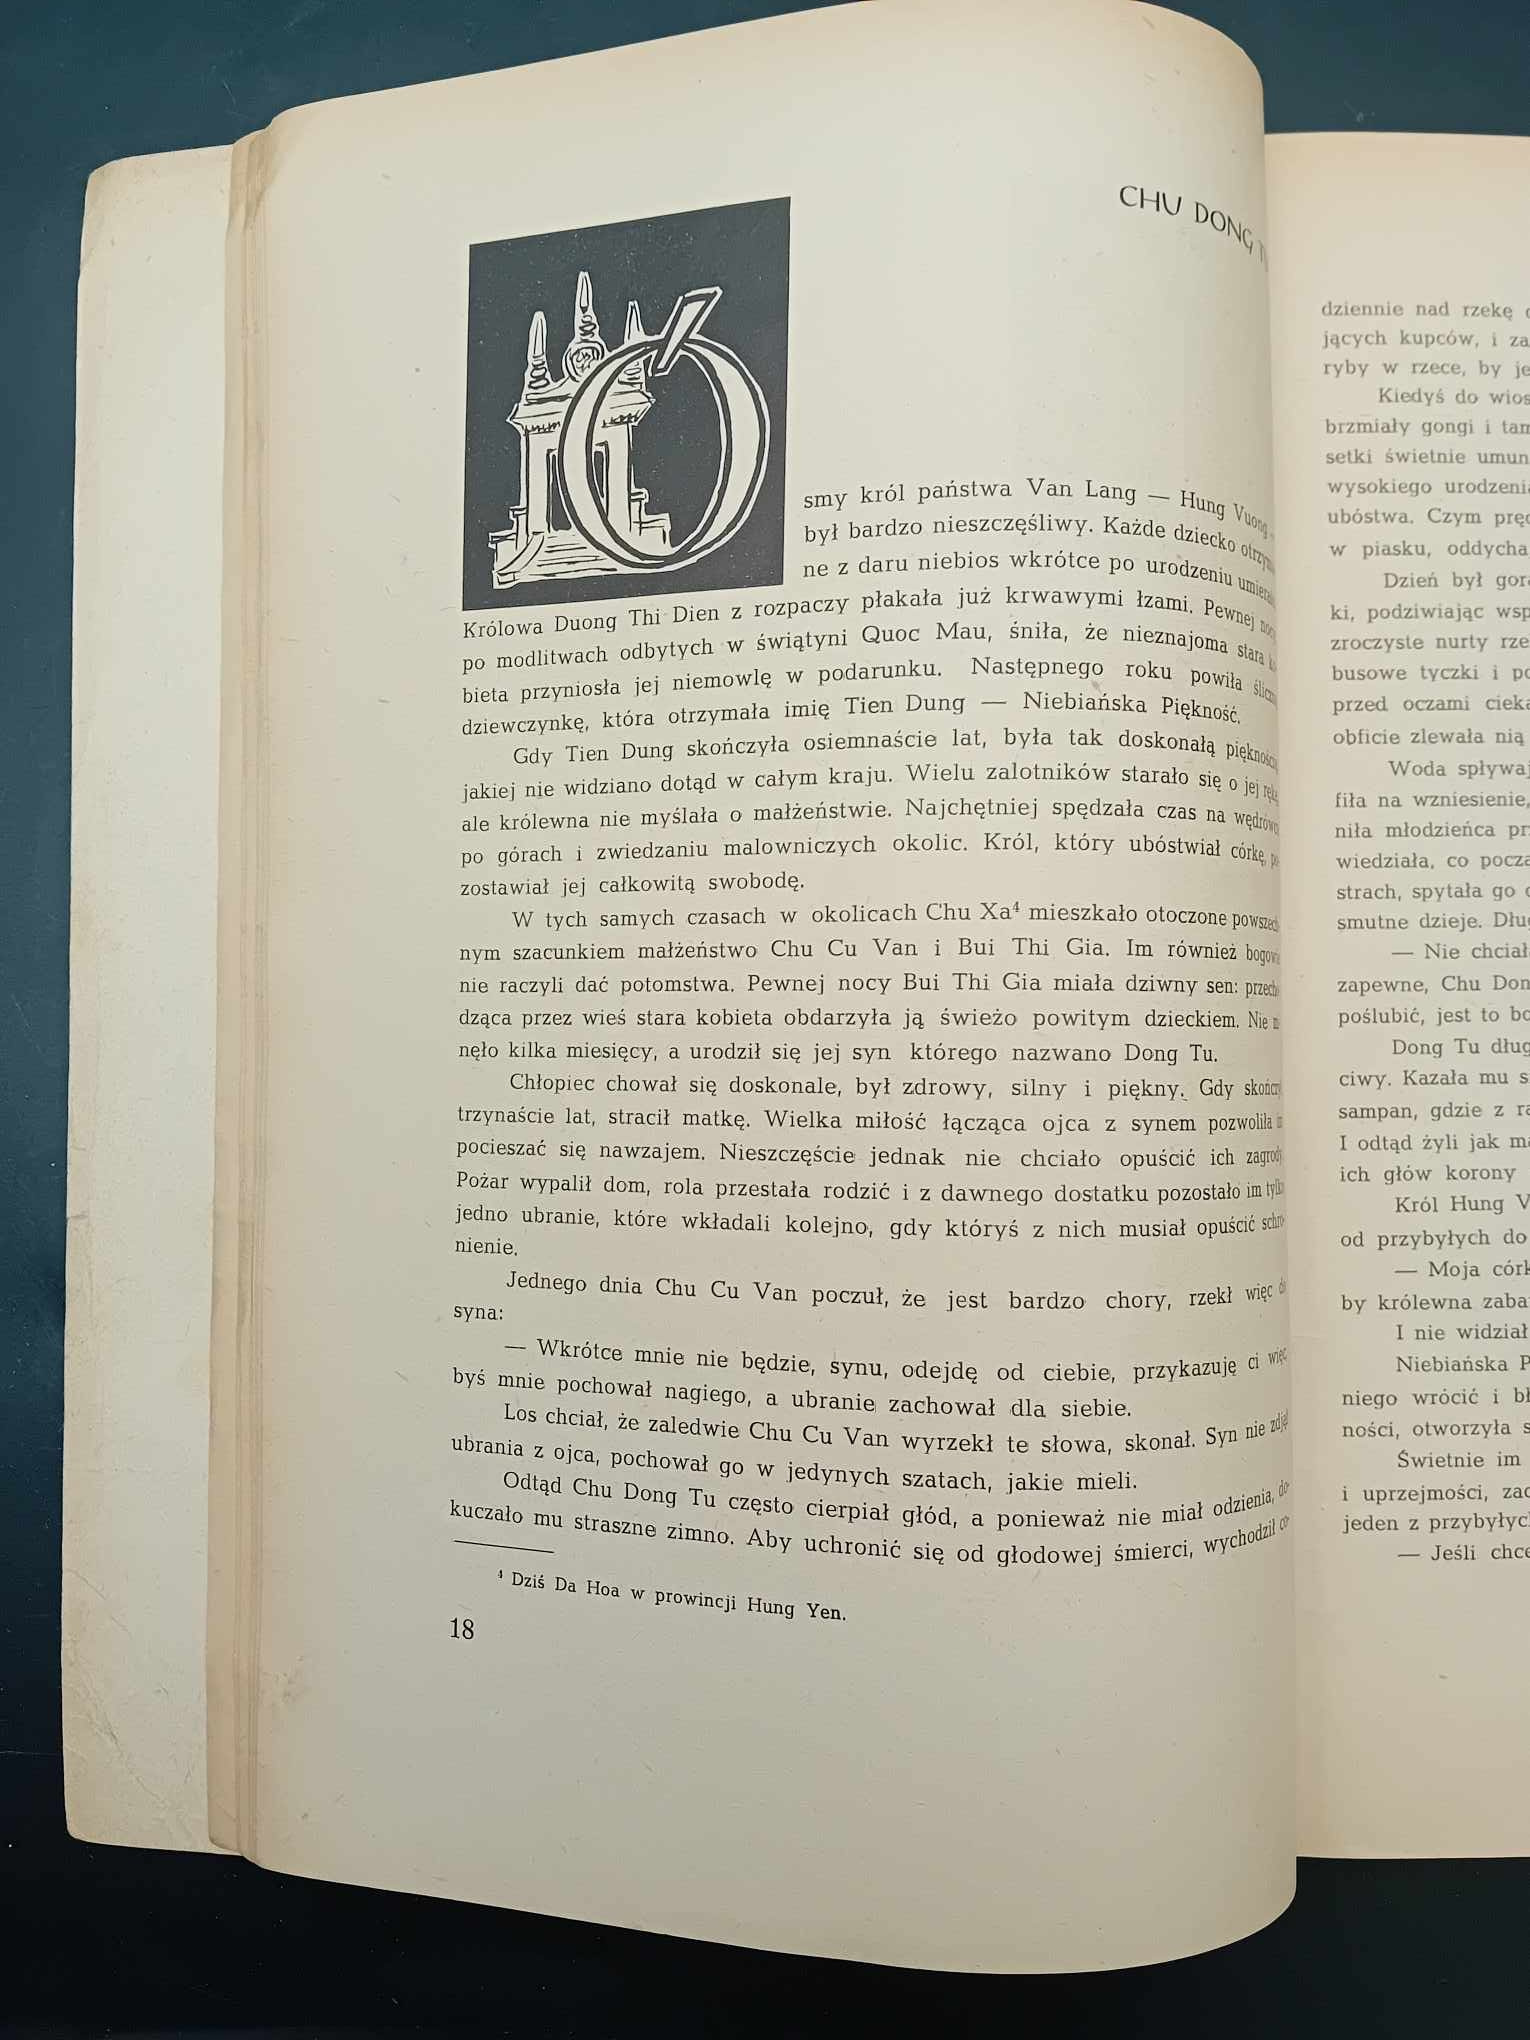 CHU DONG
Ó
smy król państwa Van Lang — Hung Vuong
był bardzo nieszczęśliwy. Każde dziecko
ne z daru niebios wkrótce po urodzeniu
Królowa Duong Thi Dien z rozpaczy płakała już krwawymi łzami. Pewnej nocy
po modlitwach odbytych w świątyni Quoc Mau, śniła, że nieznajoma stara
bieta przyniosła jej niemowlę w podarunku. Następnego roku powiła
dziewczynkę, która otrzymała imię Tien Dung — Niebiańska Piękność.
Gdy Tien Dung skończyła osiemnaście lat, była tak doskonałą
jakiej nie widziano dotąd w całym kraju. Wielu zalotników starało się o jej rękę
ale królewna nie myślała o małżeństwie. Najchętniej spędzała czas na
po górach i zwiedzaniu malowniczych okolic. Król, który ubóstwiał córkę,
zostawiał jej całkowitą swobodę.
W tych samych czasach w okolicach Chu Xa⁴ mieszkało otoczone
nym szacunkiem małżeństwo Chu Cu Van i Bui Thi Gia. Im również
nie raczyli dać potomstwa. Pewnej nocy Bui Thi Gia miała dziwny sen:
dząca przez wieś stara kobieta obdarzyła ją świeżo powitym dzieckiem. Nie
nęło kilka miesięcy, a urodził się jej syn którego nazwano Dong Tu.
Chłopiec chował się doskonale, był zdrowy, silny i piękny. Gdy
trzynaście lat, stracił matkę. Wielka miłość łącząca ojca z synem pozwoliła
pocieszać się nawzajem. Nieszczęście jednak nie chciało opuścić ich
Pożar wypalił dom, rola przestała rodzić i z dawnego dostatku pozostało im tylko
jedno ubranie, które wkładali kolejno, gdy któryś z nich musiał opuścić schro-
nienie.
Jednego dnia Chu Cu Van poczuł, że jest bardzo chory, rzekł więc do
syna:
— Wkrótce mnie nie będzie, synu, odejdę od ciebie, przykazuję ci więc
byś mnie pochował nagiego, a ubranie zachował dla siebie.
Los chciał, że zaledwie Chu Cu Van wyrzekł te słowa, skonał. Syn nie zdjął
ubrania z ojca, pochował go w jedynych szatach, jakie mieli.
Odtąd Chu Dong Tu często cierpiał głód, a ponieważ nie miał odzienia, do-
kuczało mu straszne zimno. Aby uchronić się od głodowej śmierci, wychodził co-
⁴ Dziś Da Hoa w prowincji Hung Yen.
18
dziennie nad rzekę
jących kupców, i
ryby w rzece, by
Kiedyś do
brzmiały gongi i
setki świetnie
wysokiego
ubóstwa. Czym
w piasku,
Dzień był
ki, podziwiając
zroczyste nurty
busowe tyczki i
przed oczami
obficie zlewała nią
Woda
fiła na wzniesienie,
niła młodzieńca
wiedziała, co
strach, spytała go
smutne dzieje.
— Nie
zapewne, Chu
poślubić, jest to
Dong Tu
ciwy. Kazała mu
sampan, gdzie z
I odtąd żyli jak
ich głów korony
Król Hung
od przybyłych do
— Moja
by królewna
I nie widział
Niebiańska
niego wrócić i
ności, otworzyła
Świetnie im
i uprzejmości,
jeden z
— Jeśli